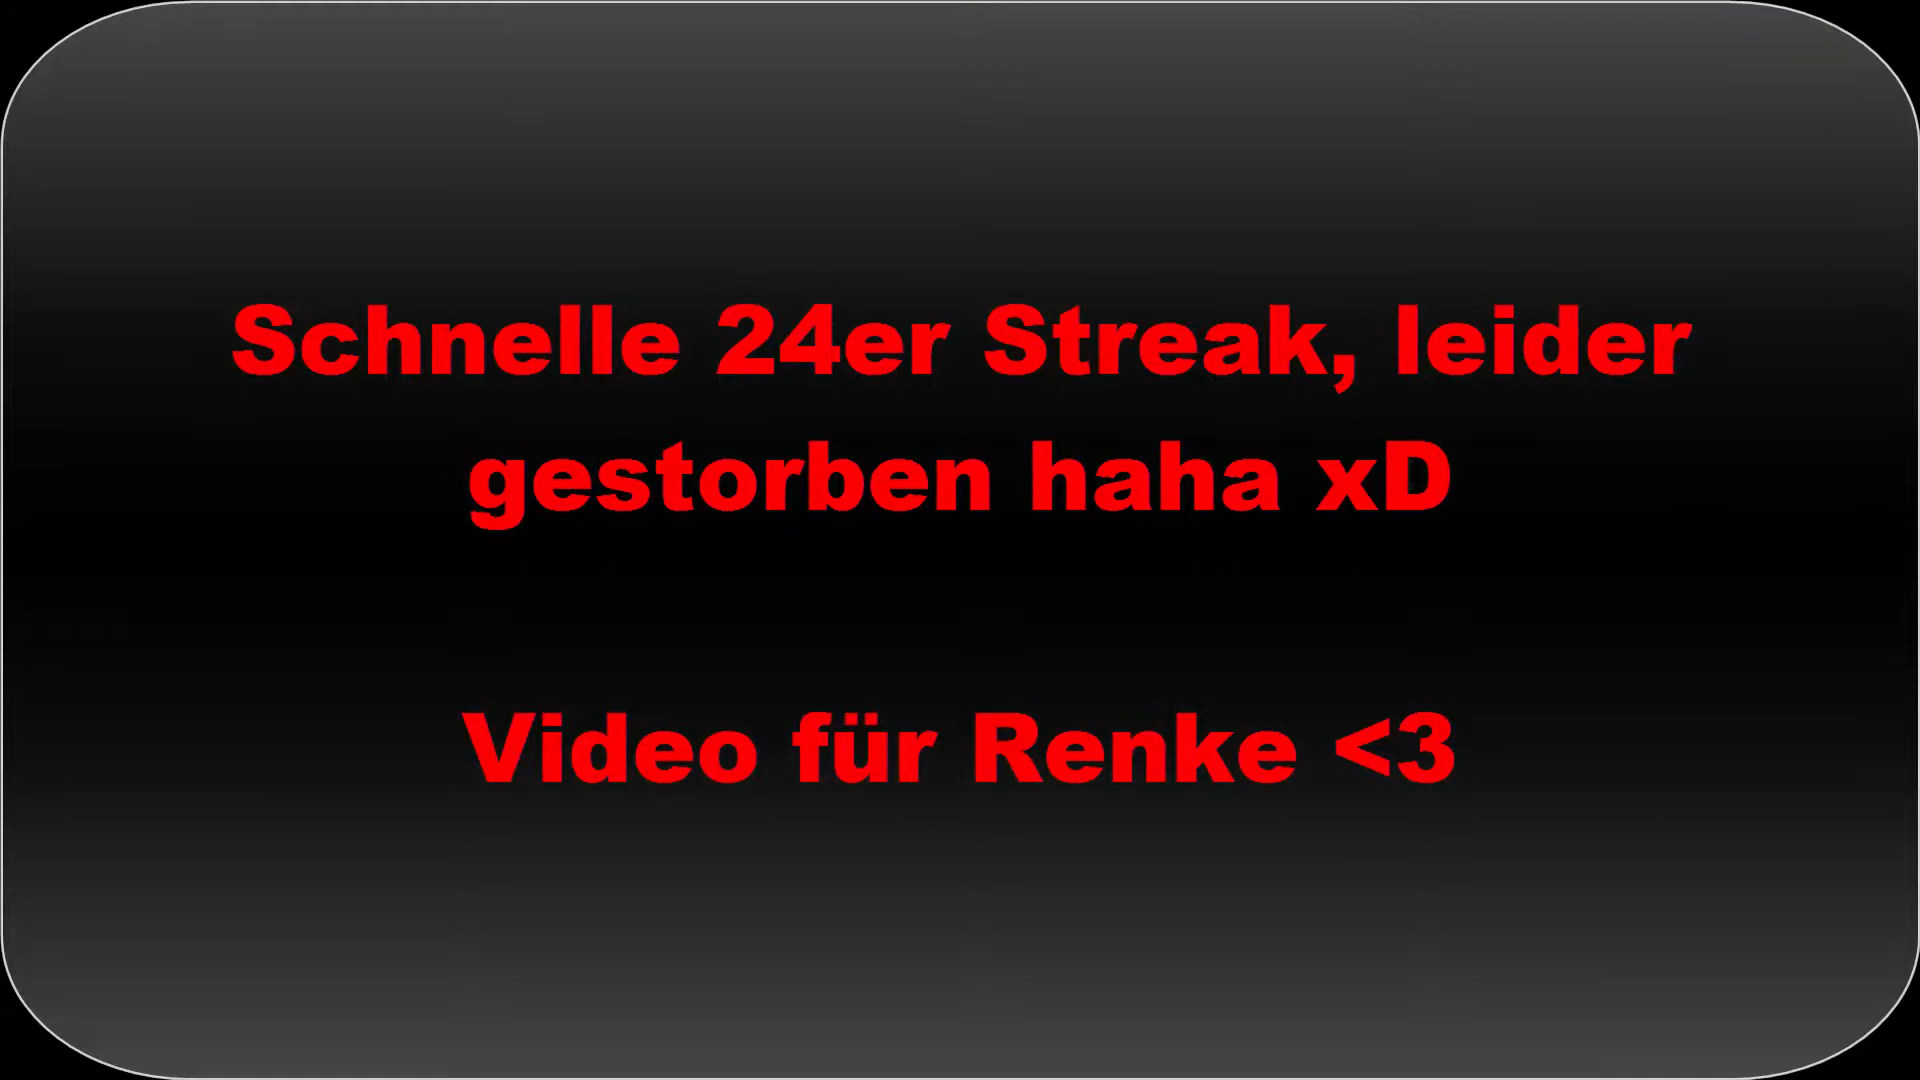 Schnelle 24er Streak, leider
gestorben haha xD
Video für Renke <3